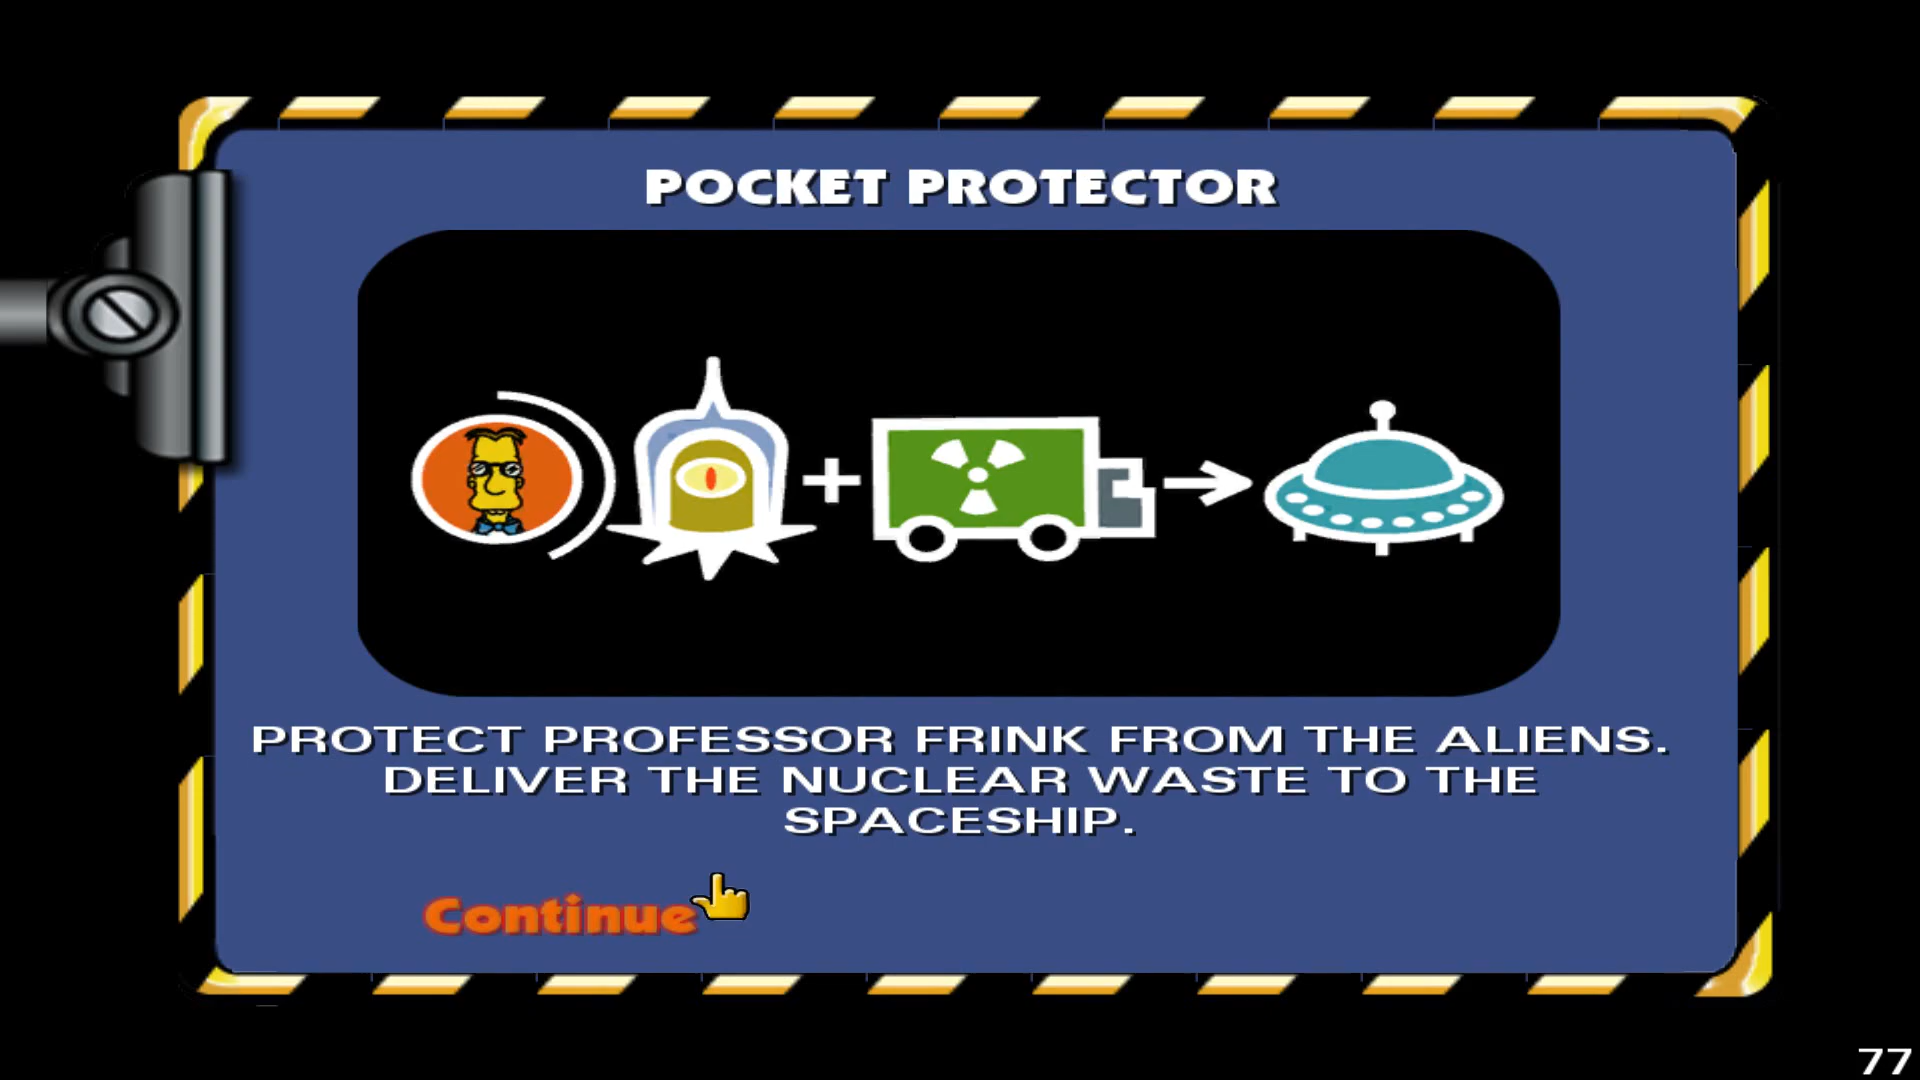 POCKET PROTECTOR
PROTECT PROFESSOR FRINK FROM THE ALIENS.
DELIVER THE NUCLEAR WASTE TO THE
SPACESHIP.
Continue
77